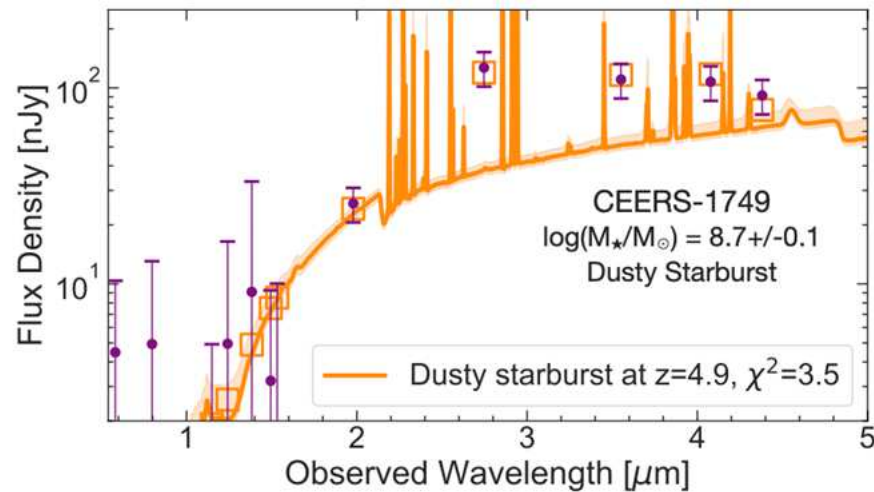 Flux Density [nJy]
10²
10¹
CEERS-1749
log(M★/M⊙) = 8.7+/-0.1
Dusty Starburst
Dusty starburst at z=4.9, χ²=3.5
1 2 3 4 5
Observed Wavelength [μm]